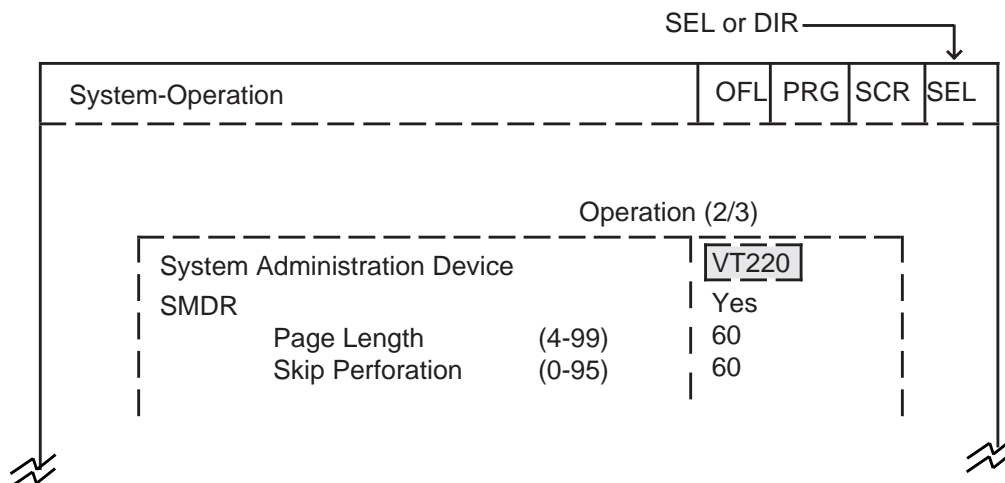 SEL or DIR
System-Operation OFL PRG SCR SEL
Operation (2/3)
System Administration Device VT220
SMDR Yes
Page Length (4-99) 60
Skip Perforation (0-95) 60